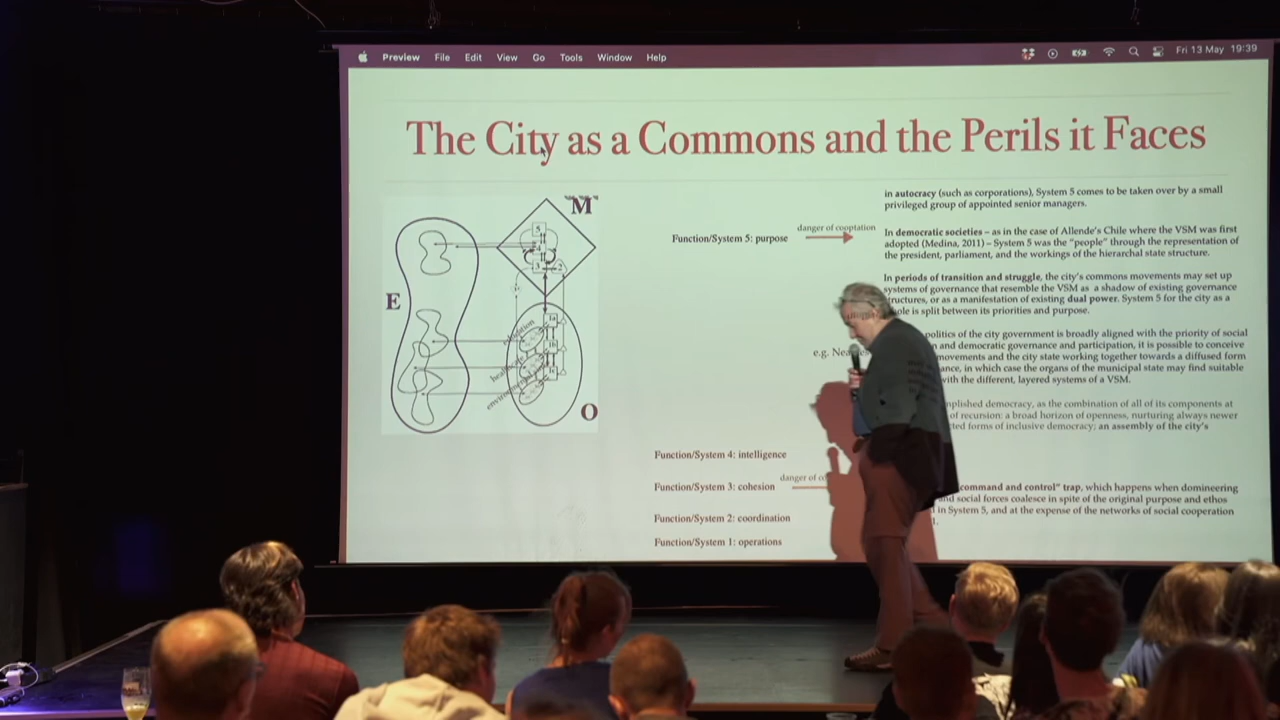 Preview File Edit View Go Tools Window Help Fri 13 May 19:39
The City as a Commons and the Perils it Faces
M
5
3 2
E
education
health
environment
1a
1b
1c
O
Function/System 5: purpose
danger of cooptation
in autocracy (such as corporations), System 5 comes to be taken over by a small
privileged group of appointed senior managers.
In democratic societies – as in the case of Allende's Chile where the VSM was first
adopted (Medina, 2011) – System 5 was the "people" through the representation of
the president, parliament, and the workings of the hierarchal state structure.
In periods of transition and struggle, the city's commons movements may set up
systems of governance that resemble the VSM as a shadow of existing governance
structures, or as a manifestation of existing dual power. System 5 for the city as a
is split between its priorities and purpose.
e.g.
politics of the city government is broadly aligned with the priority of social
and democratic governance and participation, it is possible to conceive
movements and the city state working together towards a diffused form
in which case the organs of the municipal state may find suitable
with the different, layered systems of a VSM.
democracy, as the combination of all of its components at
of recursion: a broad horizon of openness, nurturing always newer
forms of inclusive democracy; an assembly of the city's
Function/System 4: intelligence
Function/System 3: cohesion
danger of
command and control" trap, which happens when domineering
and social forces coalesce in spite of the original purpose and ethos
in System 5, and at the expense of the networks of social cooperation
Function/System 2: coordination
Function/System 1: operations